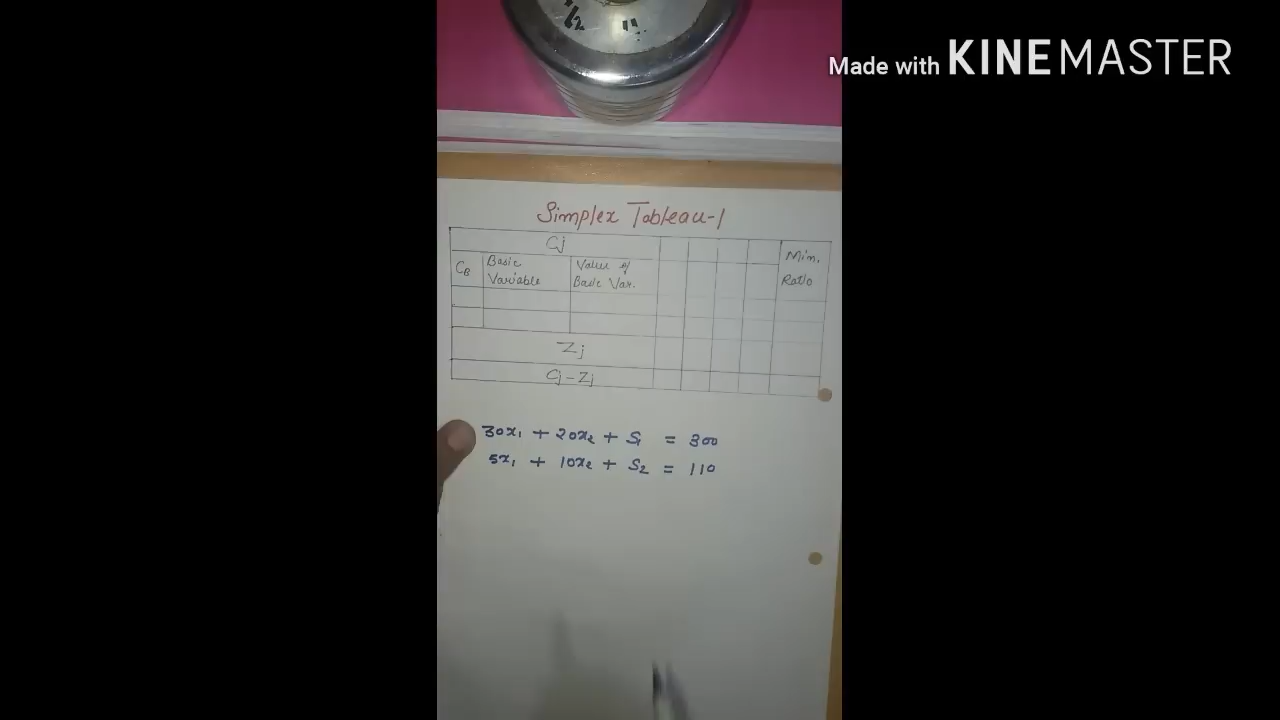 Made with KINEMASTER
Simplex Tableau-1
Cj
Min. Ratio
CB Basic Variable Value of Basic Var.
Zj
Cj-Zj
30x₁ + 20x₂ + S₁ = 300
5x₁ + 10x₂ + S₂ = 110